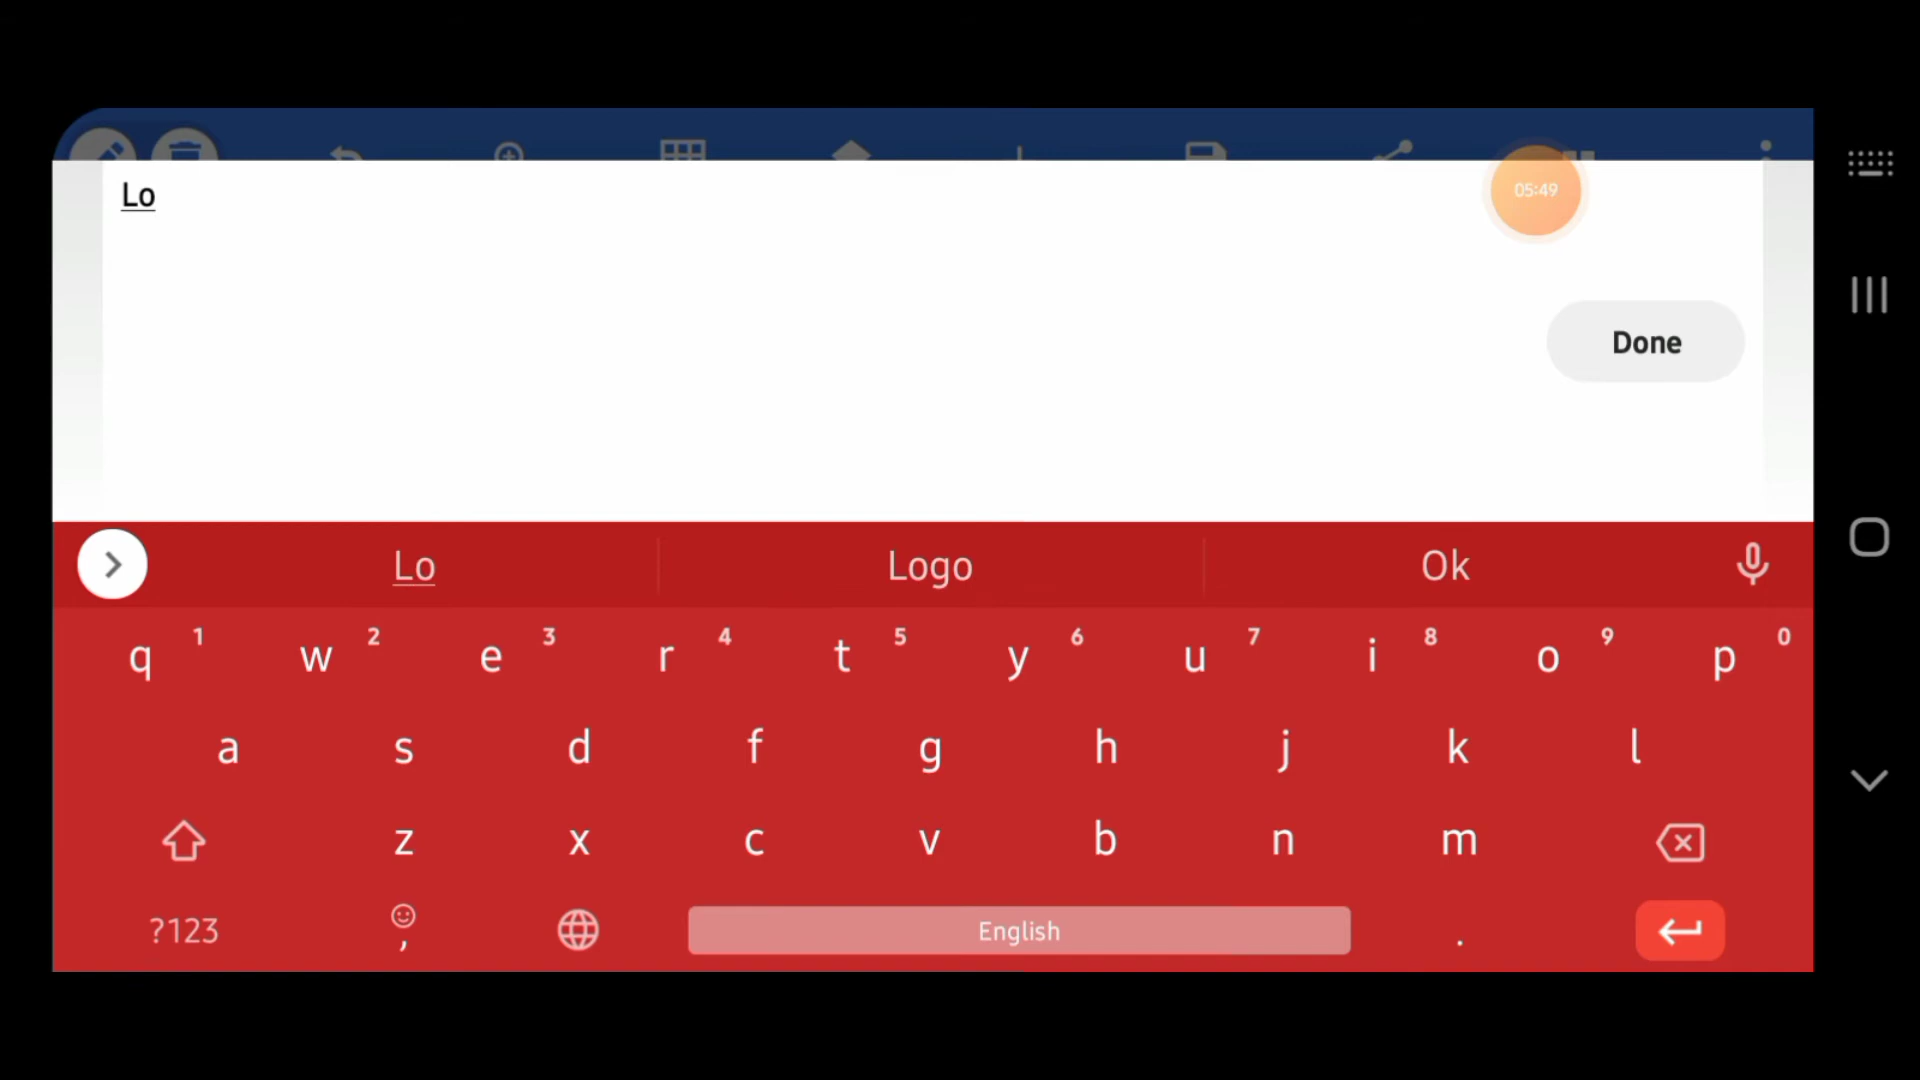 Lo
05:49
Done
Lo Logo Ok
q 1 w 2 e 3 r 4 t 5 y 6 u 7 i 8 o 9 p 0
a s d f g h j k l
z x c v b n m
?123 , English .